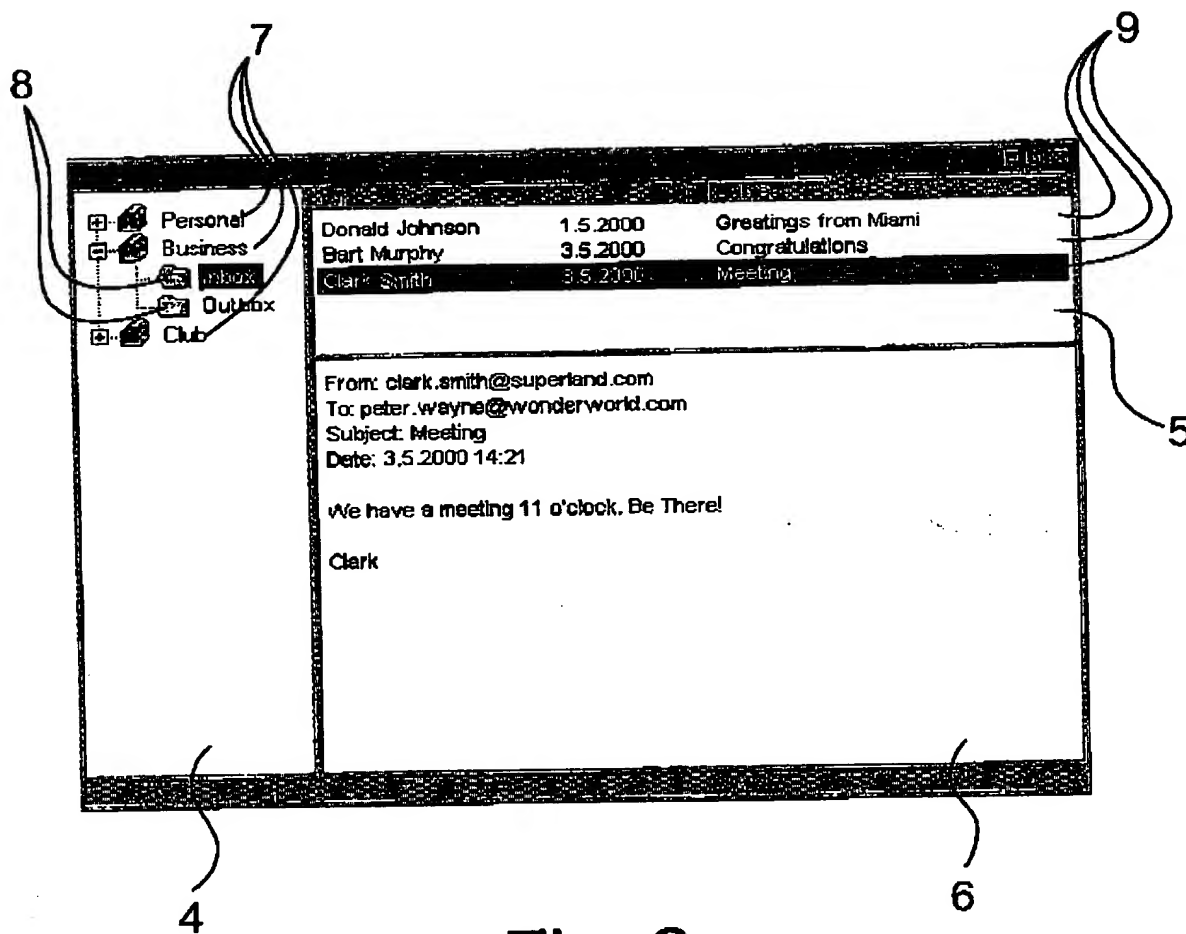 7
9
8
Personal
Business
Inbox
Outbox
Club
Donald Johnson 1.5.2000 Greetings from Miami
Bart Murphy 3.5.2000 Congratulations
Clark Smith 3.5.2000 Meeting
5
From: clark.smith@superland.com
To: peter.wayne@wonderworld.com
Subject: Meeting
Date: 3.5.2000 14:21
We have a meeting 11 o'clock. Be There!
Clark
4
6